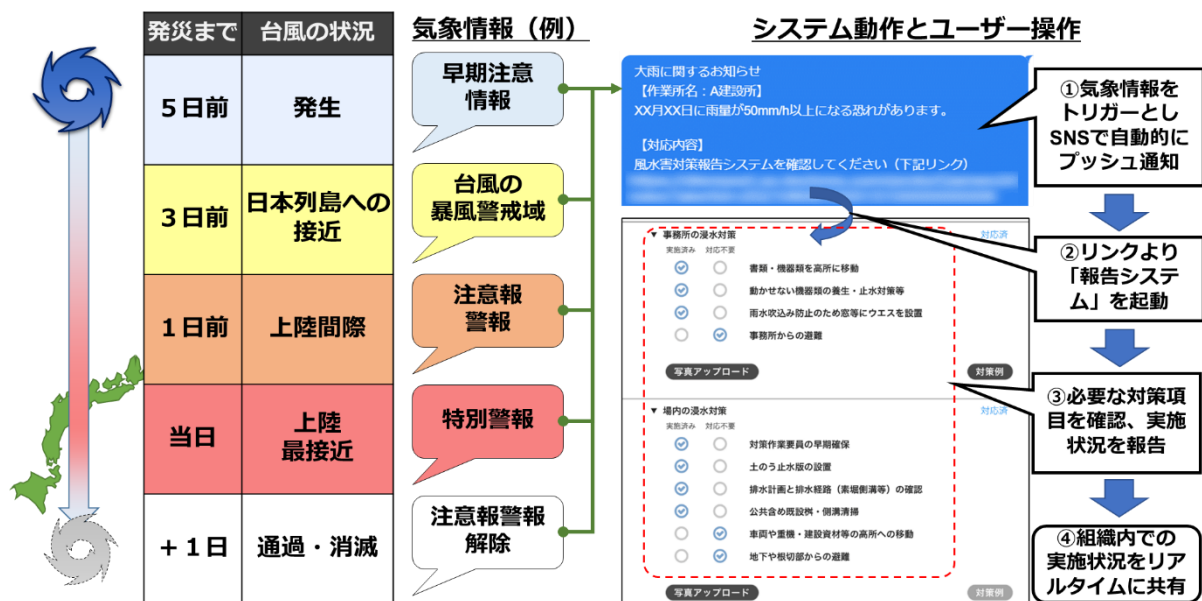 発災まで
台風の状況
5日前
発生
3日前
日本列島への
接近
1日前
上陸間際
当日
上陸
最接近
+1日
通過・消滅
気象情報（例）
早期注意
情報
台風の
暴風警戒域
注意報
警報
特別警報
注意報警報
解除
システム動作とユーザー操作
大雨に関するお知らせ
【作業所名：A建設所】
XX月XX日に雨量が50mm/h以上になる恐れがあります。
【対応内容】
風水害対策報告システムを確認してください（下記リンク）
▼ 事務所の浸水対策
対応済
実施済み 対応不要
書類・機器類を高所に移動
動かせない機器類の養生・止水対策等
雨水吹込み防止のため窓等にウエスを設置
事務所からの避難
写真アップロード
対策例
▼ 場内の浸水対策
対応済
実施済み 対応不要
対策作業要員の早期確保
土のう止水版の設置
排水計画と排水経路（素堀側溝等）の確認
公共含め既設桝・側溝清掃
車両や重機・建設資材等の高所への移動
地下や根切部からの避難
写真アップロード
対策例
①気象情報を
トリガーとし
SNSで自動的に
プッシュ通知
②リンクより
「報告システ
ム」を起動
③必要な対策項
目を確認、実施
状況を報告
④組織内での
実施状況をリア
ルタイムに共有